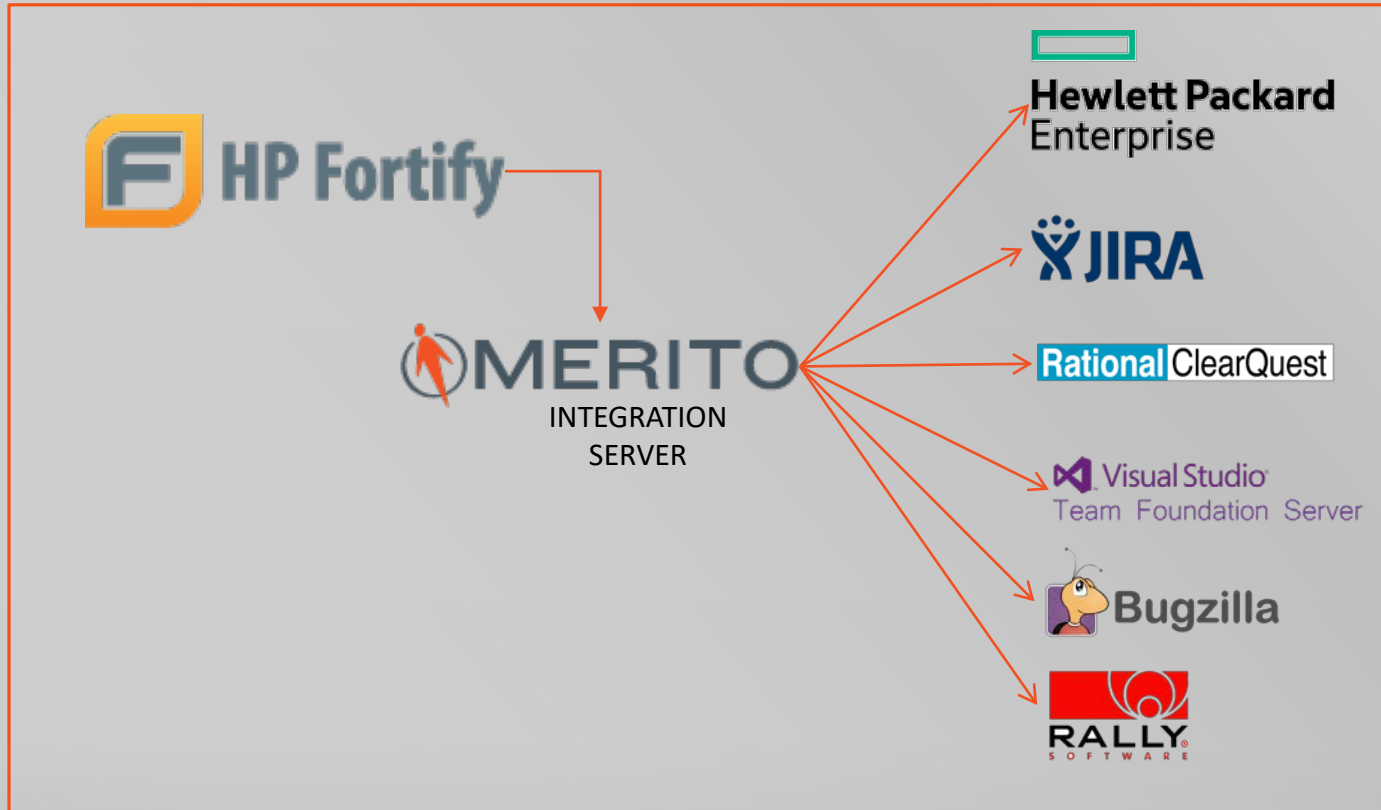 HP Fortify
MERITO
INTEGRATION
SERVER
Hewlett Packard
Enterprise
JIRA
Rational ClearQuest
Visual Studio
Team Foundation Server
Bugzilla
RALLY
SOFTWARE